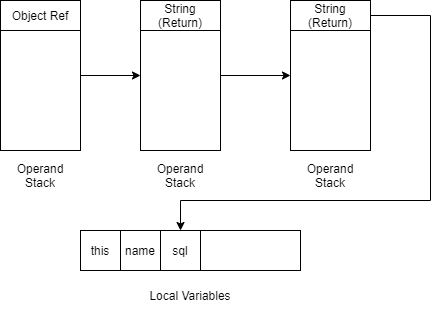 Object Ref
String
(Return)
String
(Return)
Operand
Stack
Operand
Stack
Operand
Stack
this
name
sql
Local Variables